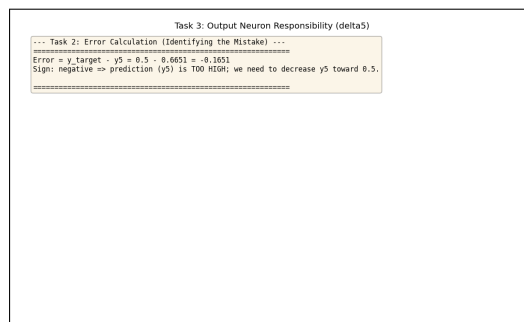 Task 3: Output Neuron Responsibility (delta5)
--- Task 2: Error Calculation (Identifying the Mistake) ---
============================================================
Error = y_target - y5 = 0.5 - 0.6651 = -0.1651
Sign: negative => prediction (y5) is TOO HIGH; we need to decrease y5 toward 0.5.
============================================================